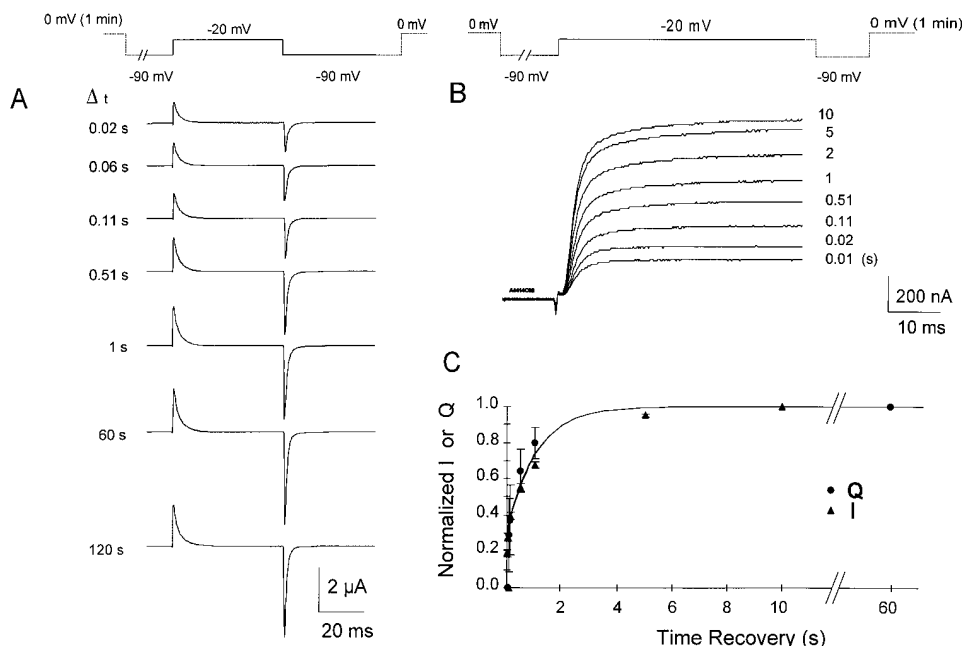 0 mV (1 min)
-20 mV
0 mV
-90 mV
-90 mV
0 mV
-20 mV
0 mV (1 min)
-90 mV
-90 mV
A
Δ t
0.02 s
0.06 s
0.11 s
0.51 s
1 s
60 s
120 s
2 µA
20 ms
B
10
5
2
1
0.51
0.11
0.02
0.01 (s)
200 nA
10 ms
C
Normalized I or Q
1.0
0.8
0.6
0.4
0.2
0.0
Q
I
2
4
6
8
10
60
Time Recovery (s)